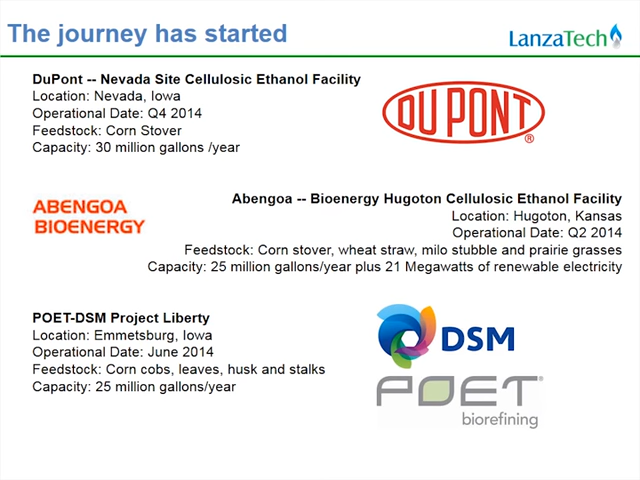 The journey has started
LanzaTech
DuPont -- Nevada Site Cellulosic Ethanol Facility
Location: Nevada, Iowa
Operational Date: Q4 2014
Feedstock: Corn Stover
Capacity: 30 million gallons /year
DUPONT®
Abengoa -- Bioenergy Hugoton Cellulosic Ethanol Facility
Location: Hugoton, Kansas
Operational Date: Q2 2014
Feedstock: Corn stover, wheat straw, milo stubble and prairie grasses
Capacity: 25 million gallons/year plus 21 Megawatts of renewable electricity
ABENGOA
BIOENERGY
POET-DSM Project Liberty
Location: Emmetsburg, Iowa
Operational Date: June 2014
Feedstock: Corn cobs, leaves, husk and stalks
Capacity: 25 million gallons/year
DSM
POET
biorefining